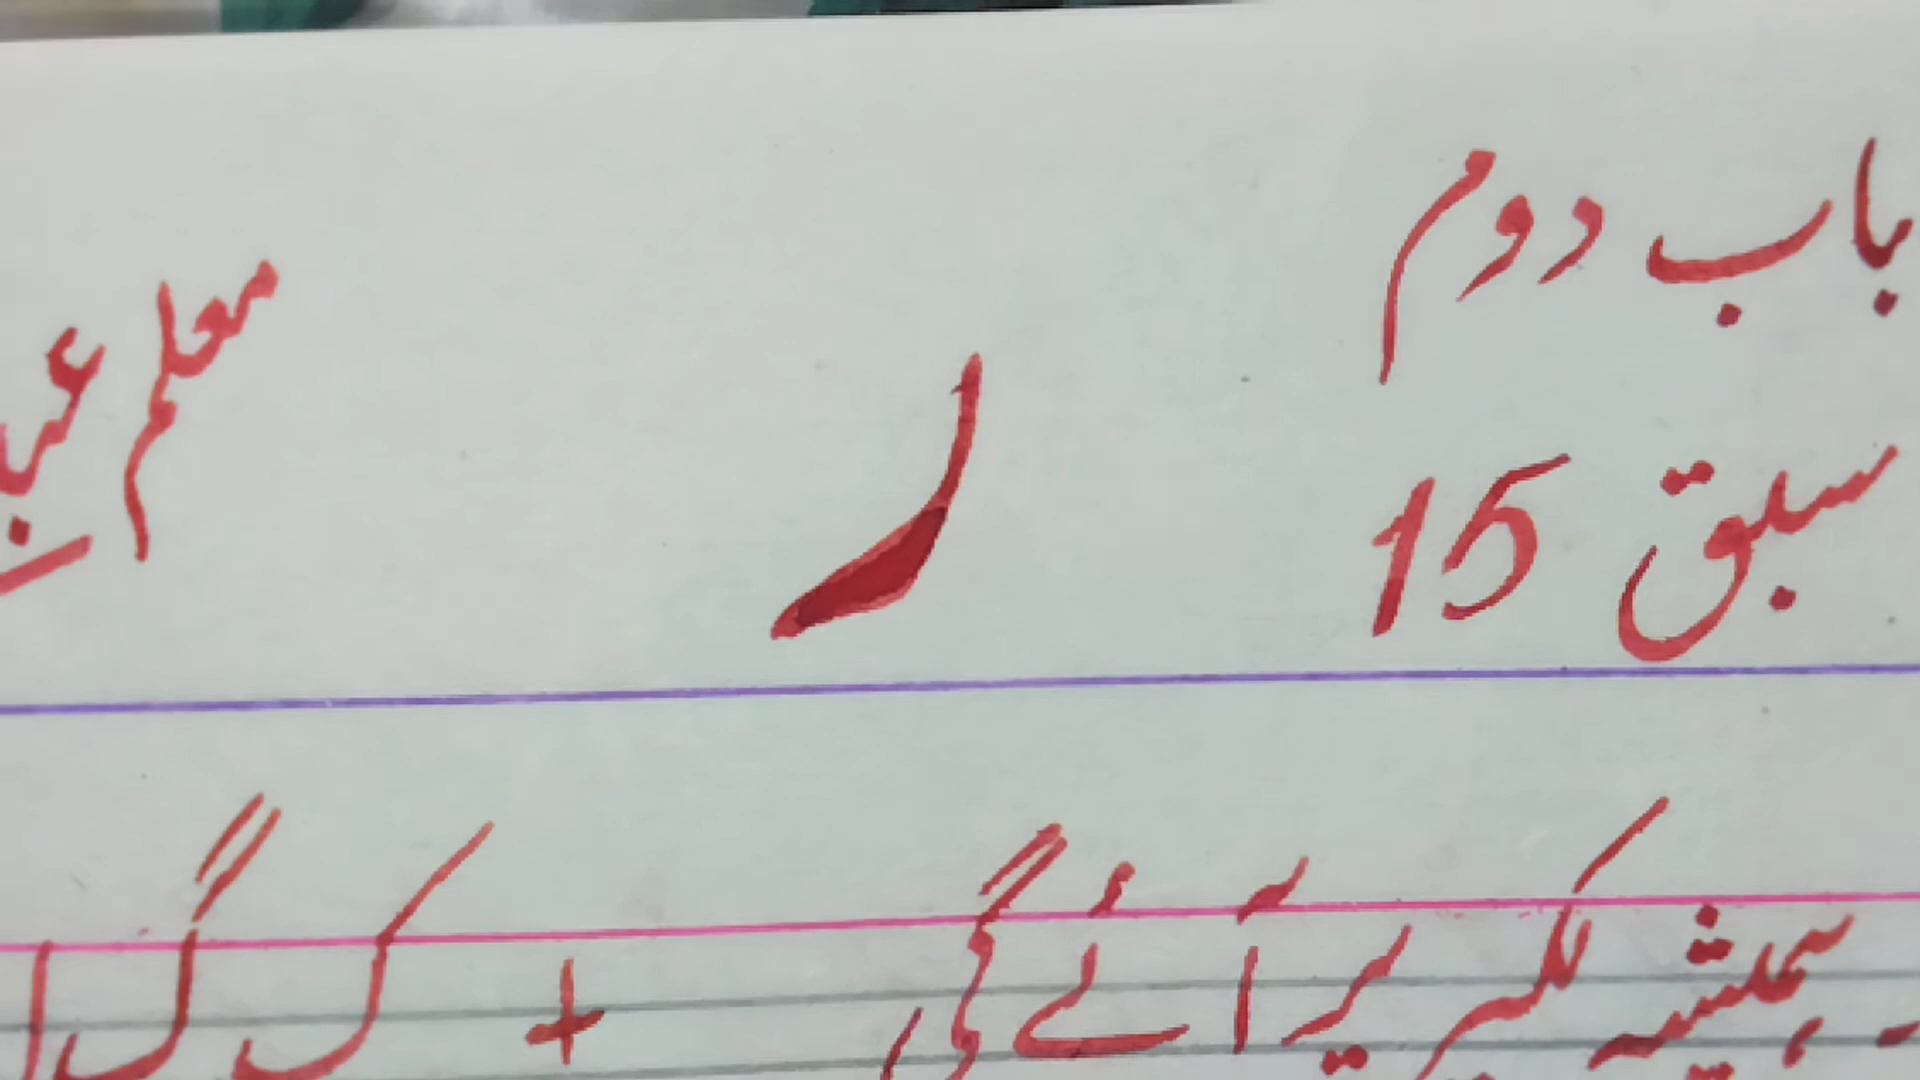 باب دوم
سبق 15
ر
معلم
ہمیشہ لکیر پر آئے گی + ک گ ا